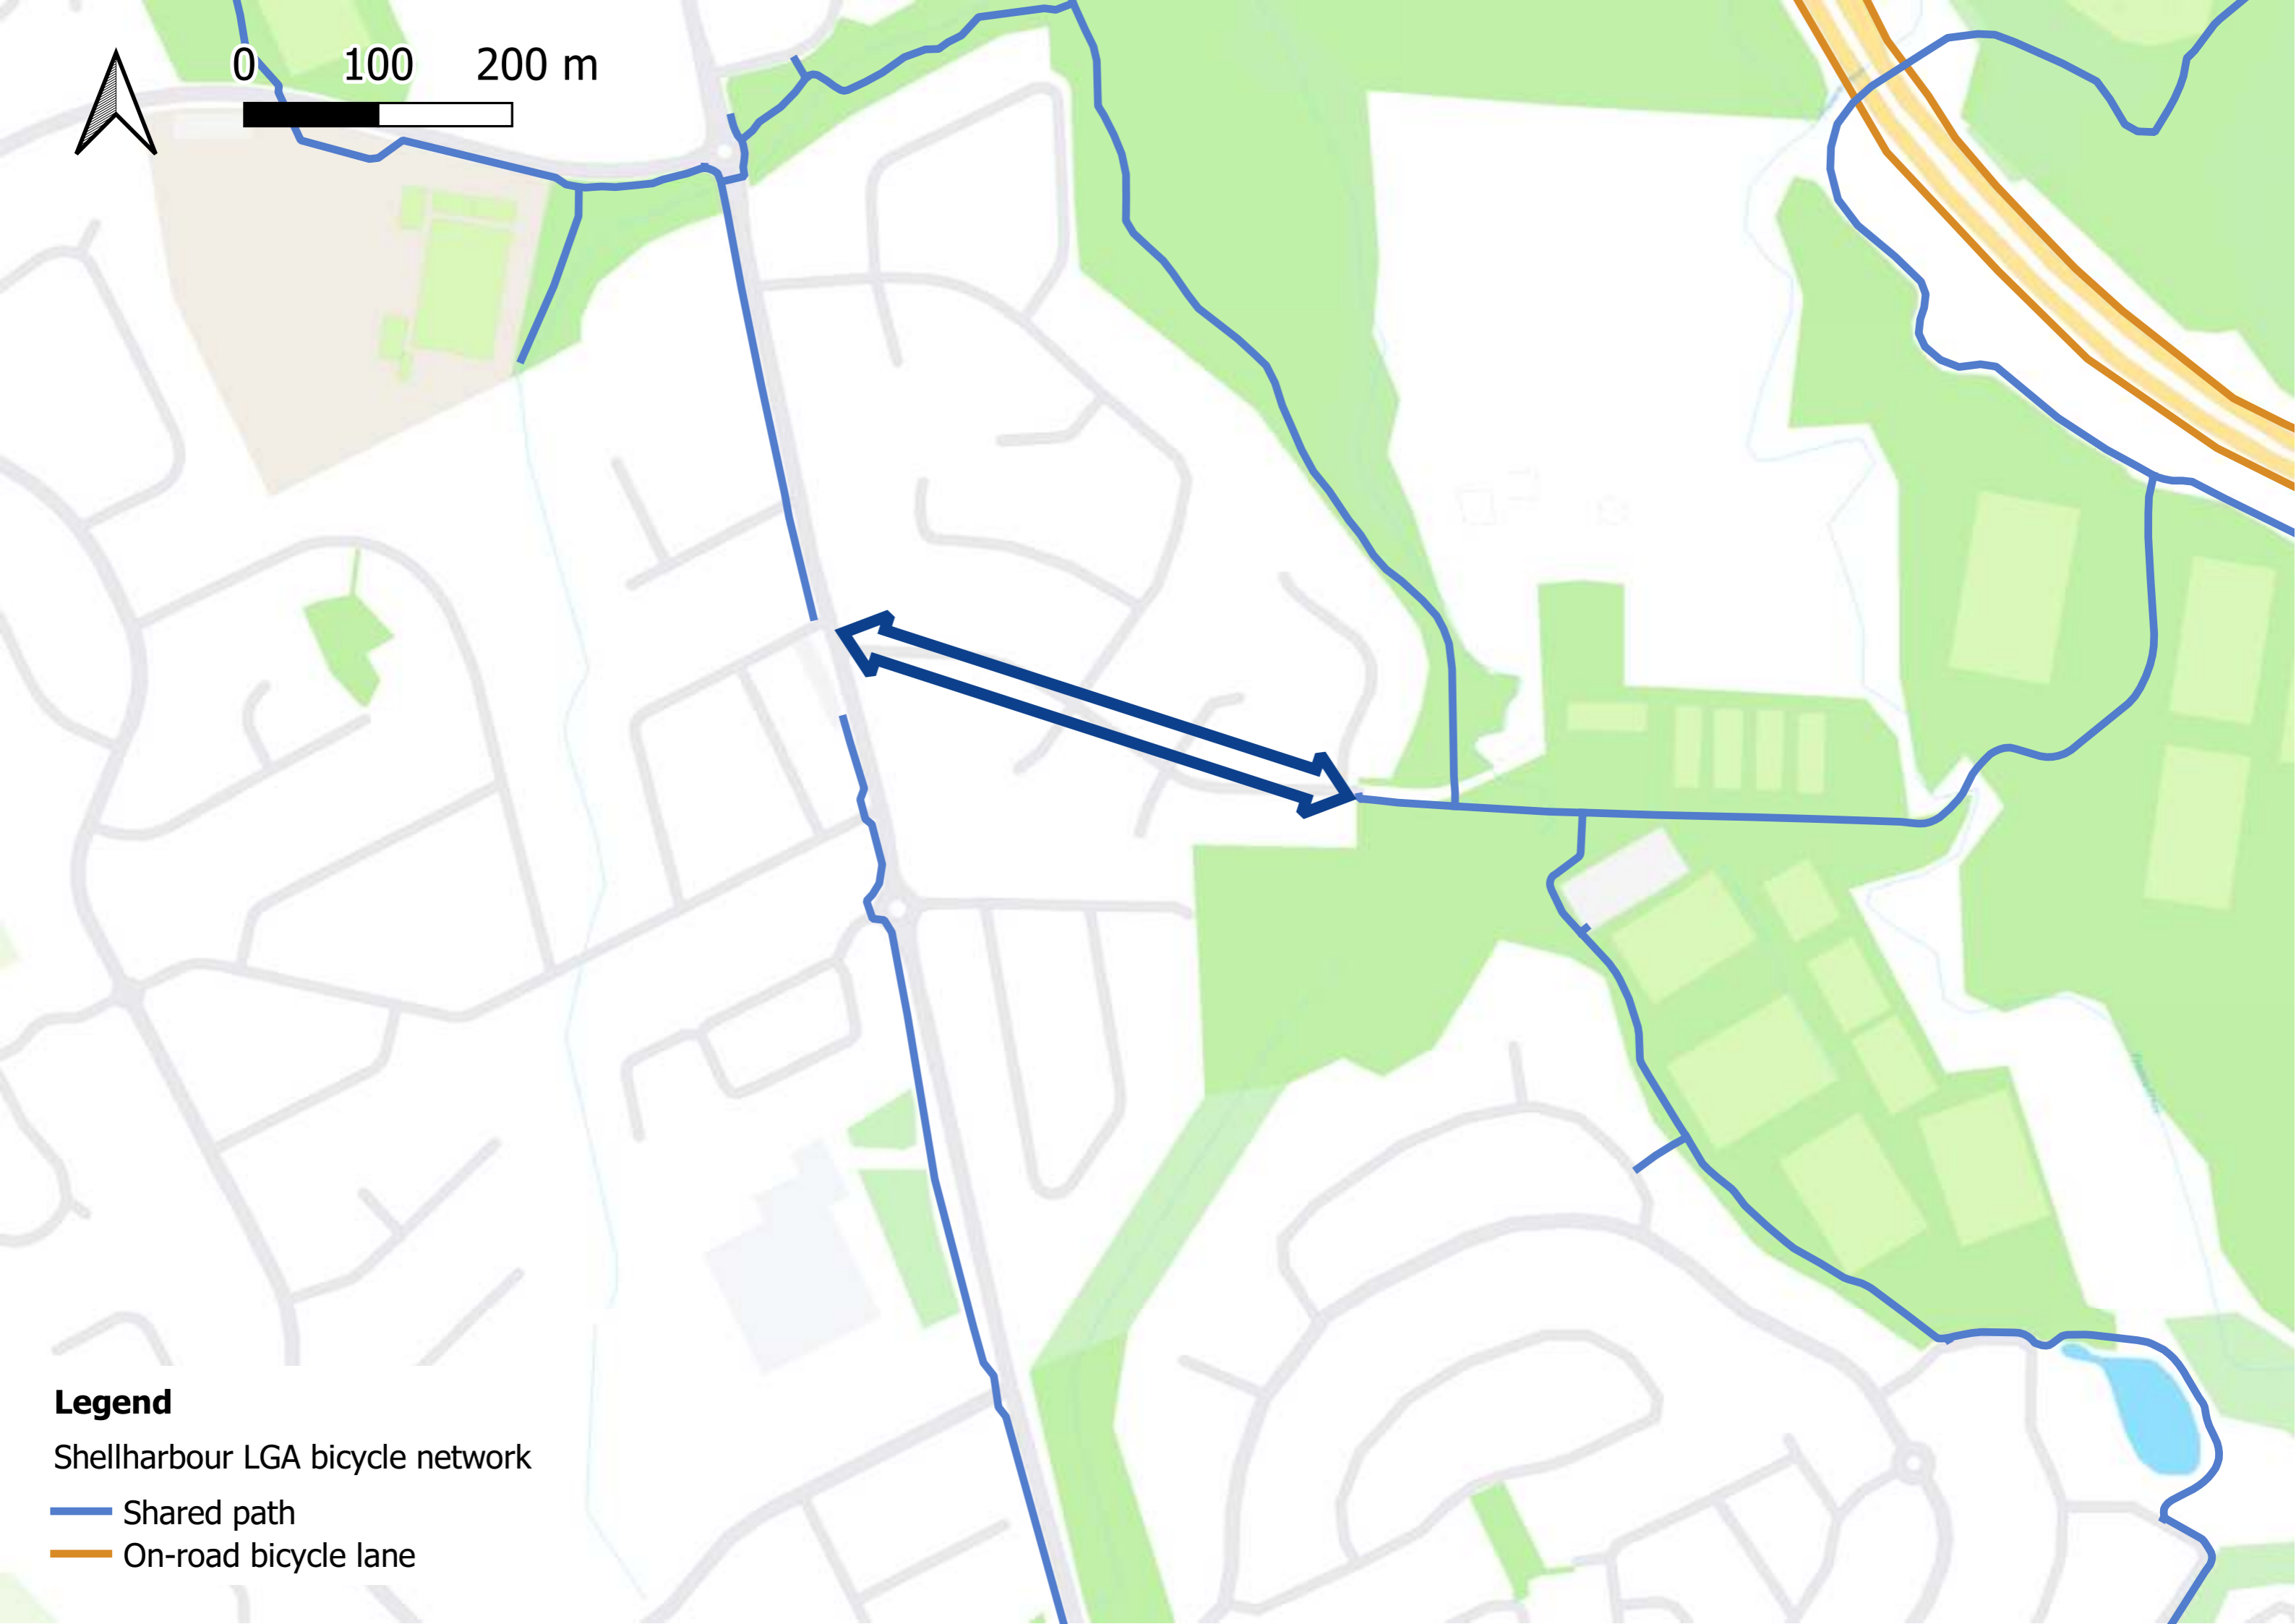 0 100 200 m
Legend
Shellharbour LGA bicycle network
Shared path
On-road bicycle lane